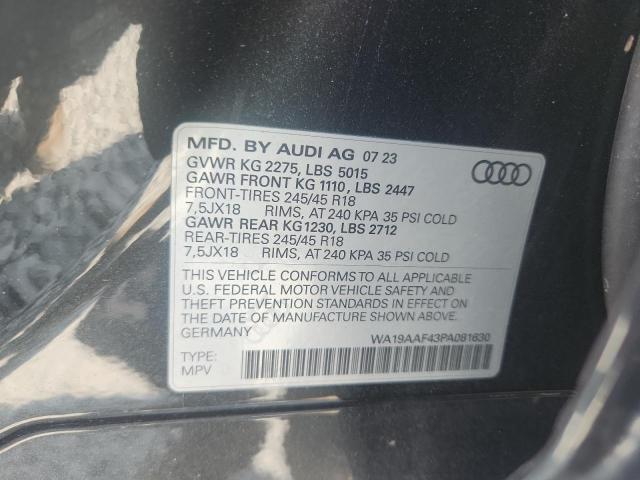 MFD. BY AUDI AG 07 23
GVWR KG 2275, LBS 5015
GAWR FRONT KG 1110, LBS 2447
FRONT-TIRES 245/45 R18
7,5JX18 RIMS, AT 240 KPA 35 PSI COLD
GAWR REAR KG1230, LBS 2712
REAR-TIRES 245/45 R18
7,5JX18 RIMS, AT 240 KPA 35 PSI COLD
THIS VEHICLE CONFORMS TO ALL APPLICABLE
U.S. FEDERAL MOTOR VEHICLE SAFETY AND
THEFT PREVENTION STANDARDS IN EFFECT ON
THE DATE OF MANUFACTURE SHOWN ABOVE.
GERMANY
WA19AAF43PA081630
TYPE:
MPV